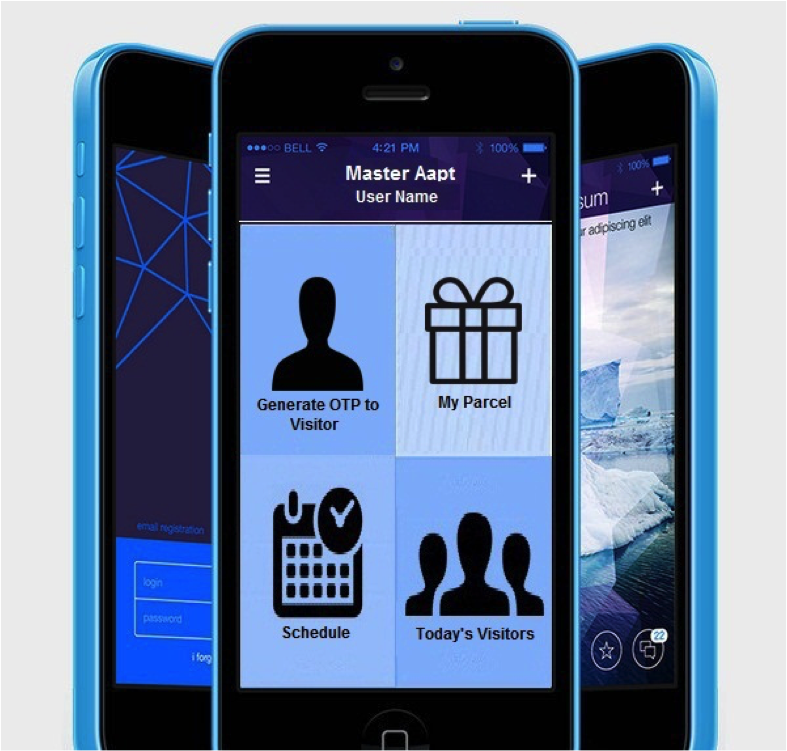 BELL 4:21 PM 100%
Master Aapt
User Name
Generate OTP to
Visitor
My Parcel
Schedule
Today's Visitors
email registration
login
password
i forg
100%
sum
ur adipiscing elit
22